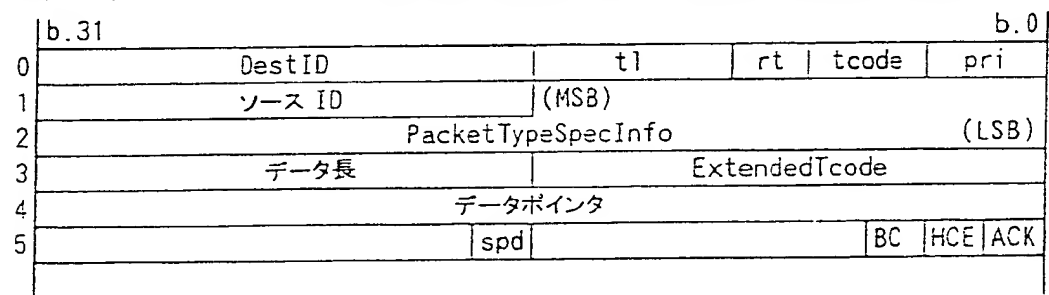 b.31 b.0
0 DestID tl rt tcode pri
1 ソース ID (MSB)
2 PacketTypeSpecInfo (LSB)
3 データ長 ExtendedTcode
4 データポインタ
5 spd BC HCE ACK